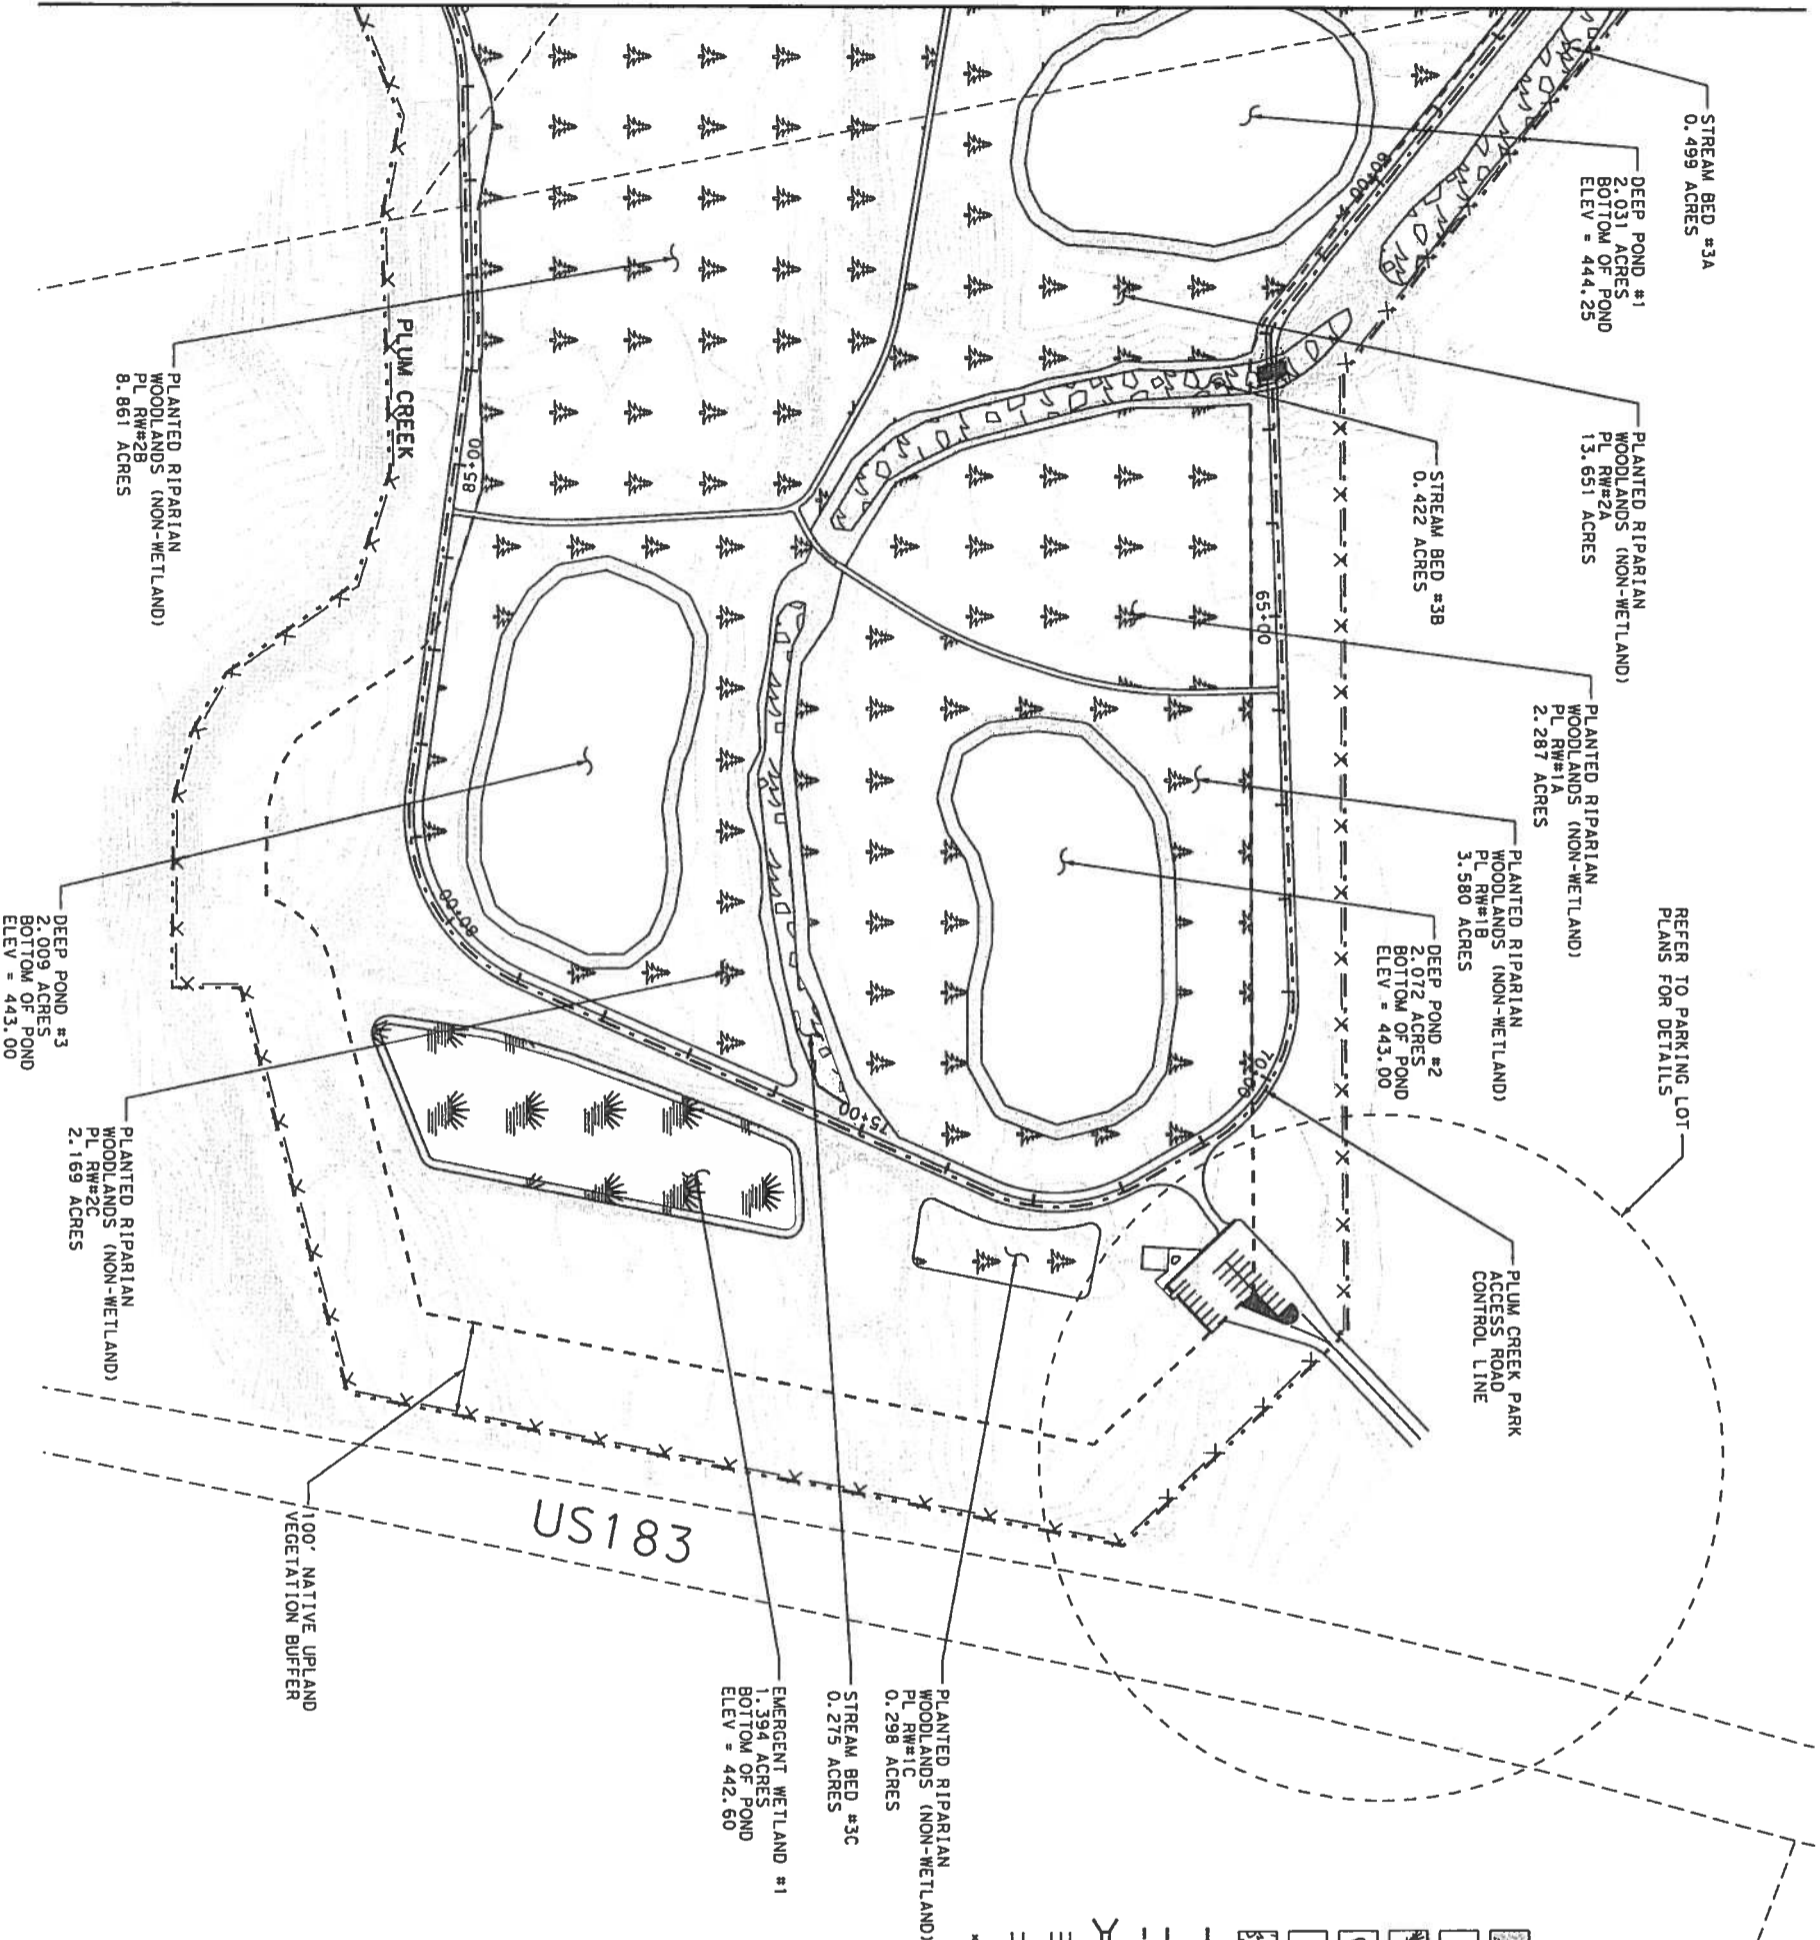 STREAM BED #3A
0.499 ACRES
DEEP POND #1
2.031 ACRES
BOTTOM OF POND
ELEV = 444.25
PLANTED RIPARIAN
WOODLANDS (NON-WETLAND)
PL RW#2A
13.651 ACRES
STREAM BED #3B
0.422 ACRES
PLANTED RIPARIAN
WOODLANDS (NON-WETLAND)
PL RW#1A
2.287 ACRES
PLANTED RIPARIAN
WOODLANDS (NON-WETLAND)
PL RW#1B
3.580 ACRES
DEEP POND #2
2.072 ACRES
BOTTOM OF POND
ELEV = 443.00
REFER TO PARKING LOT
PLANS FOR DETAILS
PLUM CREEK PARK
ACCESS ROAD
CONTROL LINE
60+00
65+00
70+00
75+00
80+00
85+00
PLUM CREEK
PLANTED RIPARIAN
WOODLANDS (NON-WETLAND)
PL RW#2B
8.861 ACRES
DEEP POND #3
2.009 ACRES
BOTTOM OF POND
ELEV = 443.00
PLANTED RIPARIAN
WOODLANDS (NON-WETLAND)
PL RW#2C
2.169 ACRES
100' NATIVE UPLAND
VEGETATION BUFFER
US183
EMERGENT WETLAND #1
1.394 ACRES
BOTTOM OF POND
ELEV = 442.60
STREAM BED #3C
0.275 ACRES
PLANTED RIPARIAN
WOODLANDS (NON-WETLAND)
PL RW#1C
0.298 ACRES